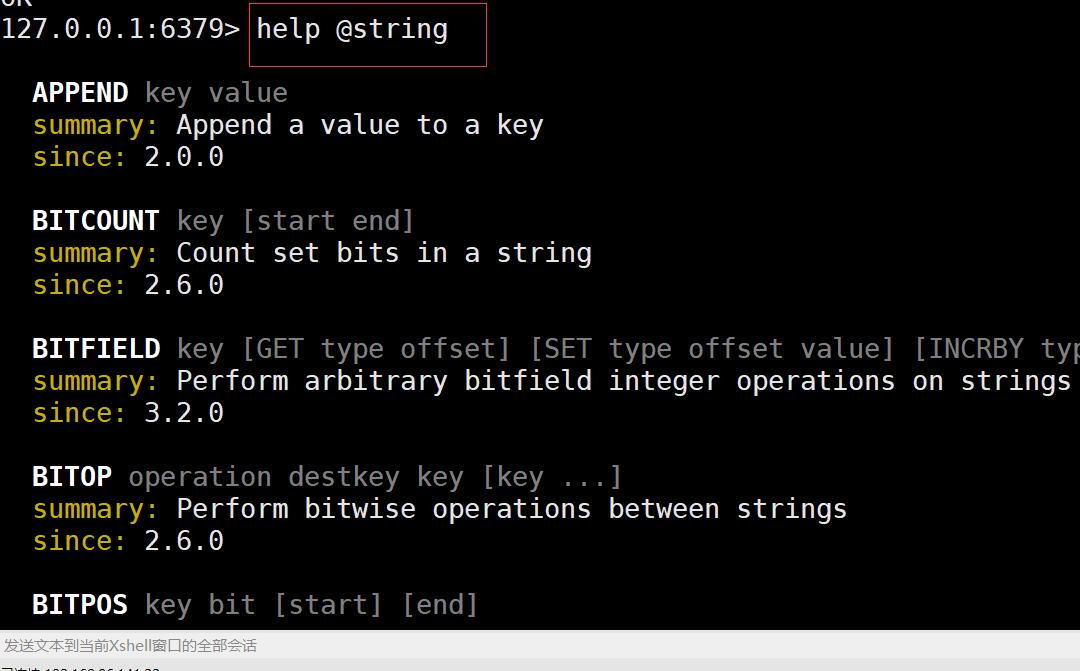 OK
127.0.0.1:6379> help @string
APPEND key value
summary: Append a value to a key
since: 2.0.0
BITCOUNT key [start end]
summary: Count set bits in a string
since: 2.6.0
BITFIELD key [GET type offset] [SET type offset value] [INCRBY typ
summary: Perform arbitrary bitfield integer operations on strings
since: 3.2.0
BITOP operation destkey key [key ...]
summary: Perform bitwise operations between strings
since: 2.6.0
BITPOS key bit [start] [end]
发送文本到当前Xshell窗口的全部会话